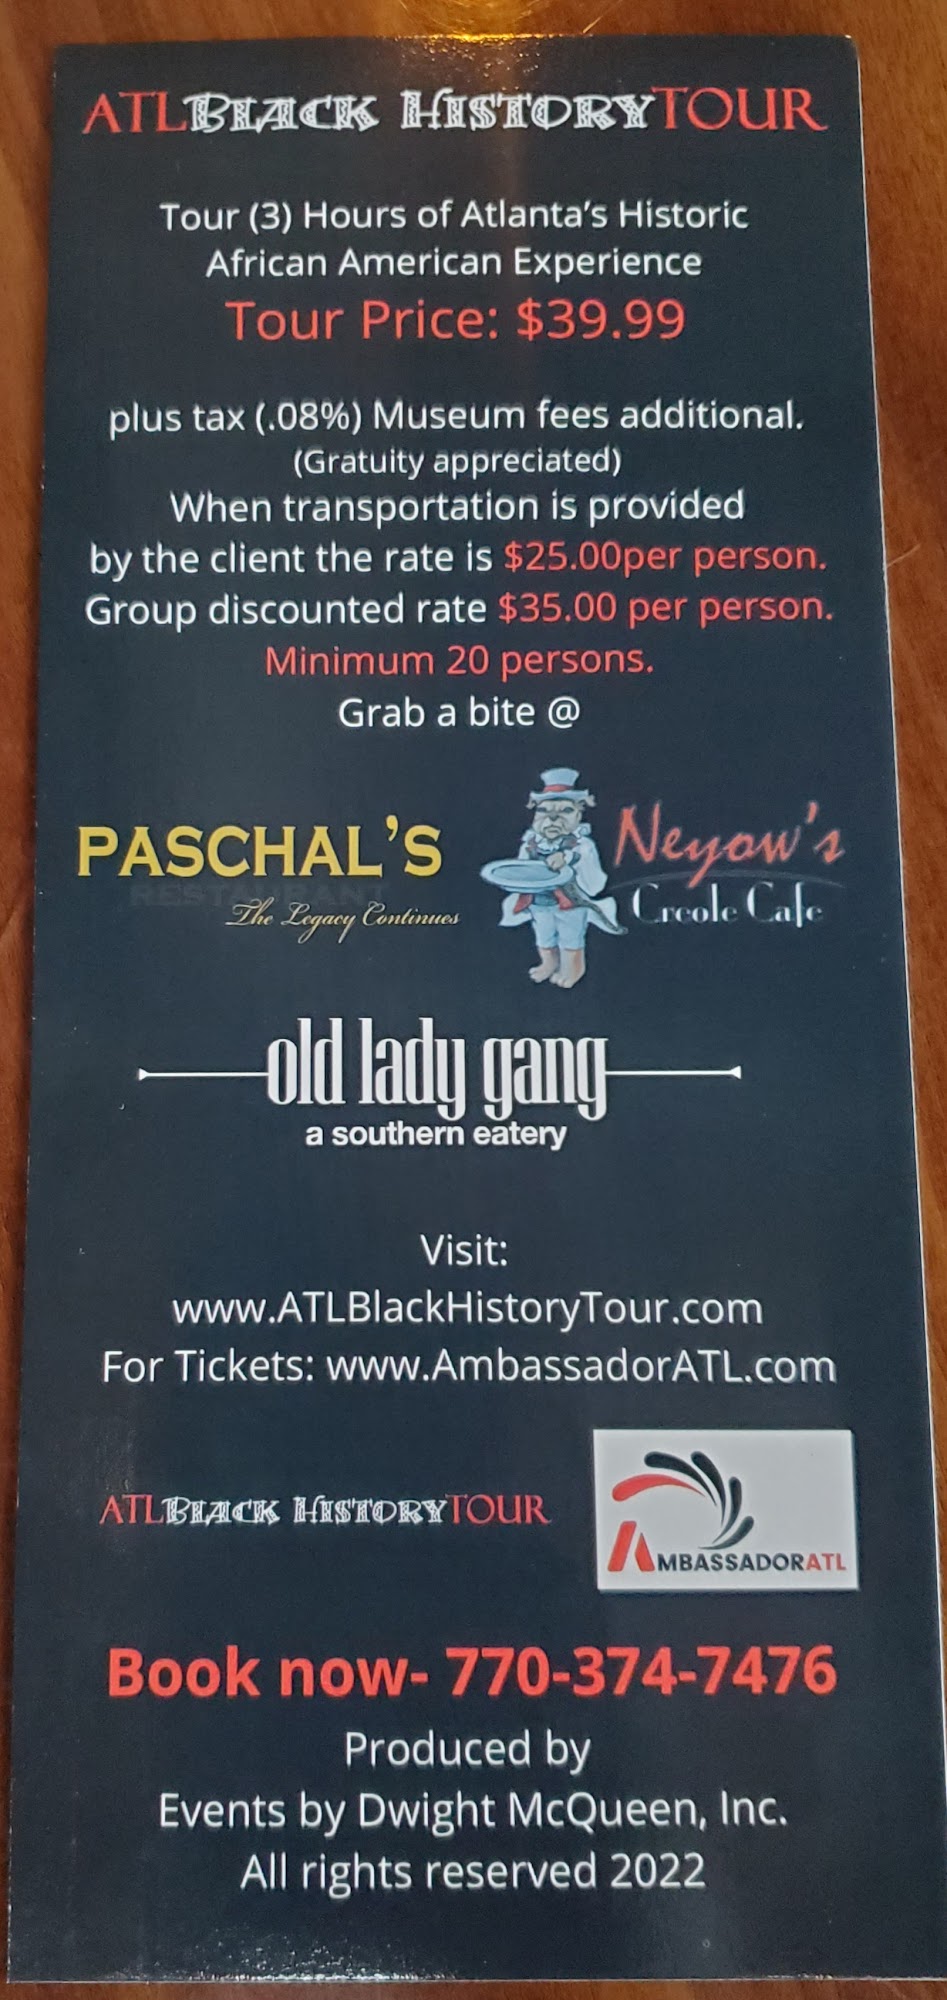 ATLBLACK HISTORYTOUR
Tour (3) Hours of Atlanta's Historic
African American Experience
Tour Price: $39.99
plus tax (.08%) Museum fees additional.
(Gratuity appreciated)
When transportation is provided
by the client the rate is $25.00per person.
Group discounted rate $35.00 per person.
Minimum 20 persons.
Grab a bite @
PASCHAL'S
RESTAURANT
The Legacy Continues
Neyow's
Creole Cafe
old lady gang
a southern eatery
Visit:
www.ATLBlackHistoryTour.com
For Tickets: www.AmbassadorATL.com
ATLBLACK HISTORYTOUR
AMBASSADORATL
Book now- 770-374-7476
Produced by
Events by Dwight McQueen, Inc.
All rights reserved 2022